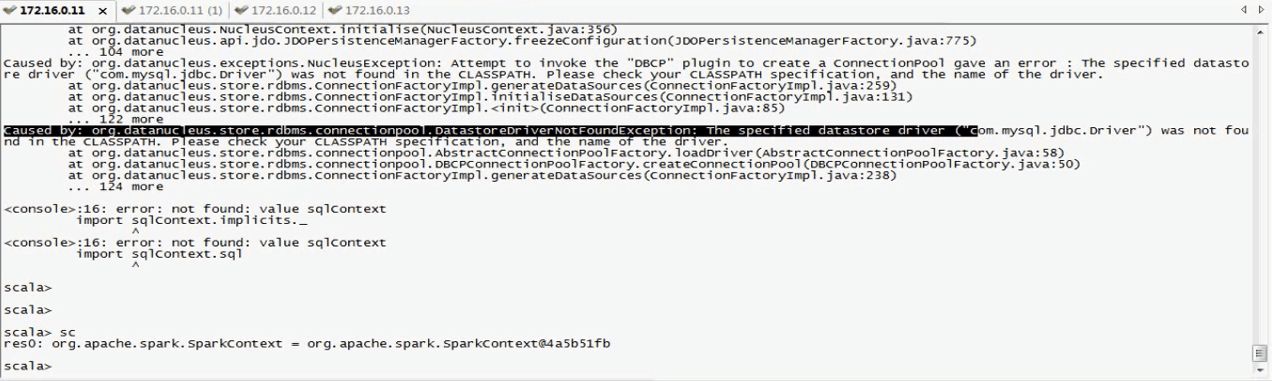 172.16.0.11 172.16.0.11 (1) 172.16.0.12 172.16.0.13
at org.datanucleus.NucleusContext.initialise(NucleusContext.java:356)
at org.datanucleus.api.jdo.JDOPersistenceManagerFactory.freezeConfiguration(JDOPersistenceManagerFactory.java:775)
... 104 more
Caused by: org.datanucleus.exceptions.NucleusException: Attempt to invoke the "DBCP" plugin to create a ConnectionPool gave an error : The specified datasto
re driver ("com.mysql.jdbc.Driver") was not found in the CLASSPATH. Please check your CLASSPATH specification, and the name of the driver.
at org.datanucleus.store.rdbms.ConnectionFactoryImpl.generateDataSources(ConnectionFactoryImpl.java:259)
at org.datanucleus.store.rdbms.ConnectionFactoryImpl.initialiseDataSources(ConnectionFactoryImpl.java:131)
at org.datanucleus.store.rdbms.ConnectionFactoryImpl.<init>(ConnectionFactoryImpl.java:85)
... 122 more
Caused by: org.datanucleus.store.rdbms.connectionpool.DatastoreDriverNotFoundException: The specified datastore driver ("com.mysql.jdbc.Driver") was not fou
nd in the CLASSPATH. Please check your CLASSPATH specification, and the name of the driver.
at org.datanucleus.store.rdbms.connectionpool.AbstractConnectionPoolFactory.loadDriver(AbstractConnectionPoolFactory.java:58)
at org.datanucleus.store.rdbms.connectionpool.DBCPConnectionPoolFactory.createConnectionPool(DBCPConnectionPoolFactory.java:50)
at org.datanucleus.store.rdbms.ConnectionFactoryImpl.generateDataSources(ConnectionFactoryImpl.java:238)
... 124 more
<console>:16: error: not found: value sqlContext
import sqlContext.implicits._
^
<console>:16: error: not found: value sqlContext
import sqlContext.sql
^
scala>
scala>
scala> sc
res0: org.apache.spark.SparkContext = org.apache.spark.SparkContext@4a5b51fb
scala>